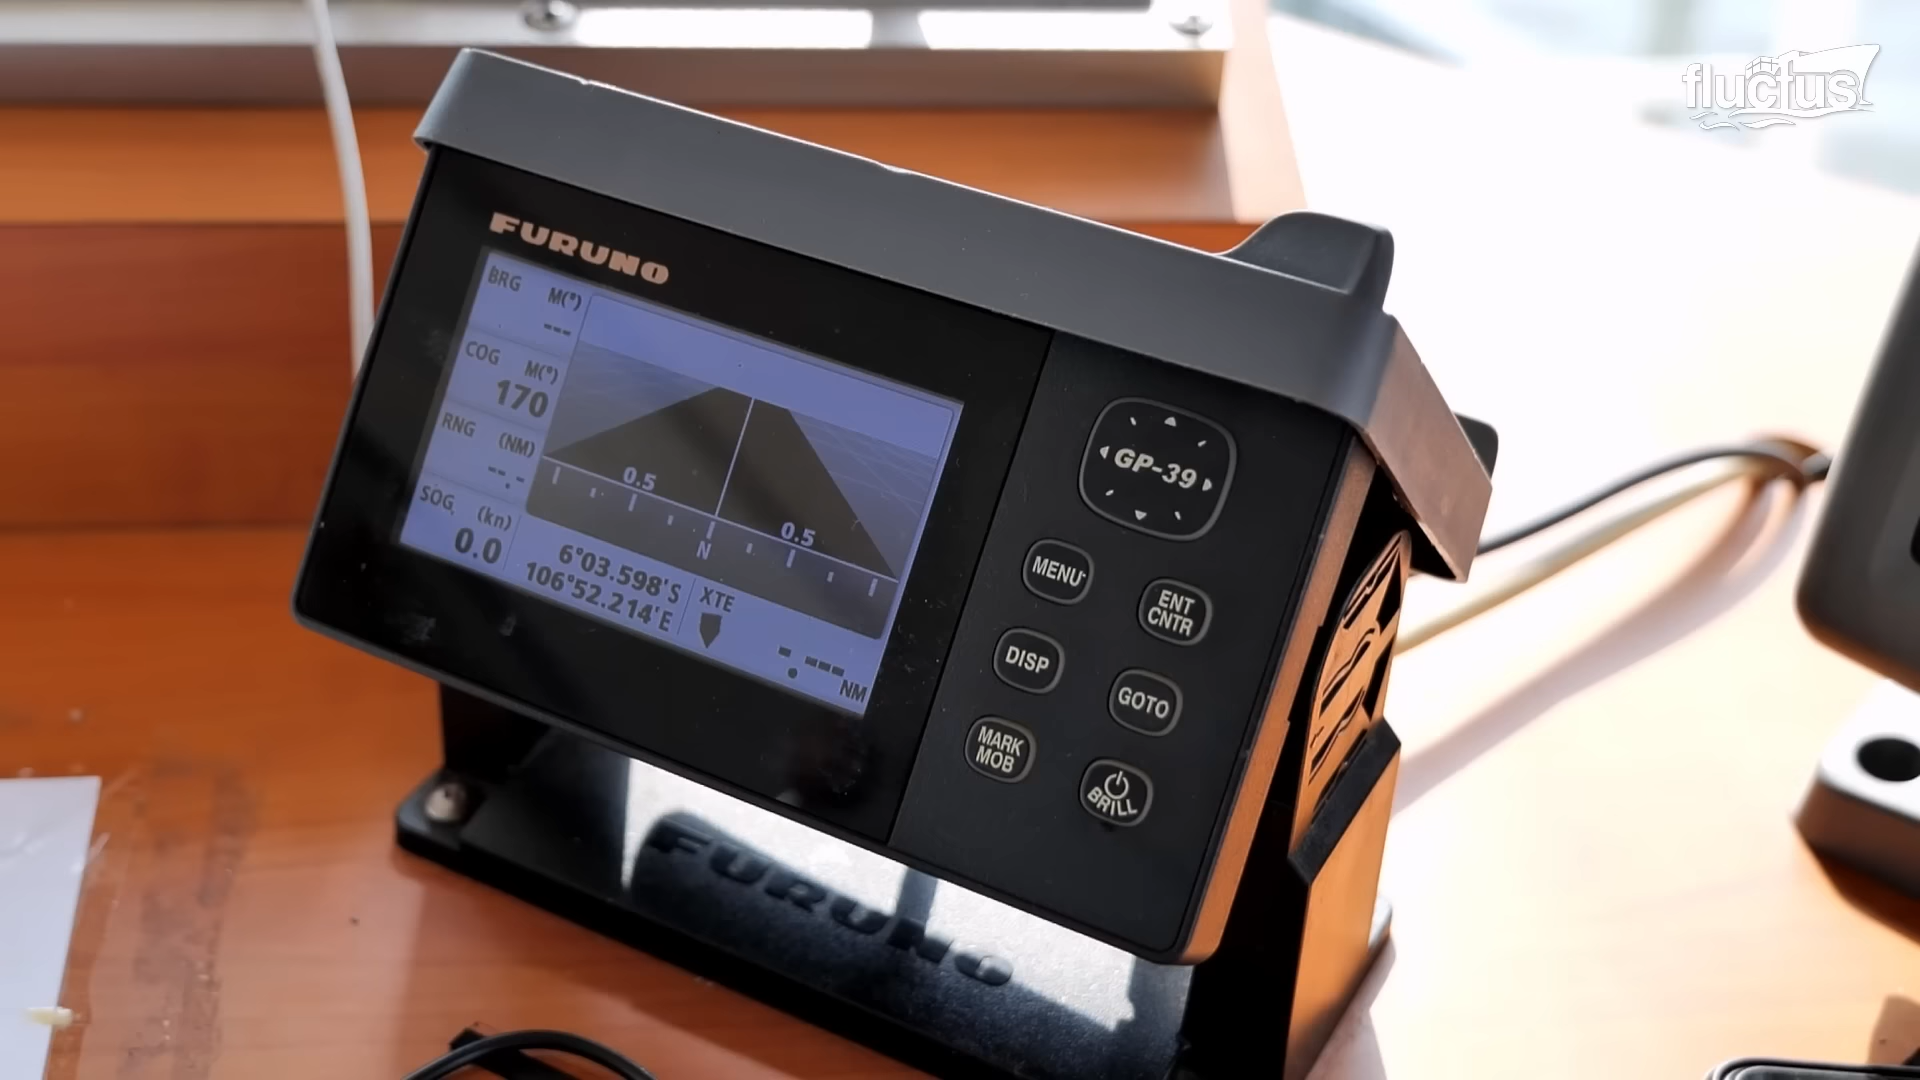 fluctus
FURUNO
BRG M(°)
---
COG M(°)
170
RNG (NM)
--.-
SOG (kn)
0.0
0.5
0.5
N
6°03.598'S
106°52.214'E
XTE
-.---NM
GP-39
MENU
ENT CNTR
DISP
GOTO
MARK MOB
BRILL
FURUNO